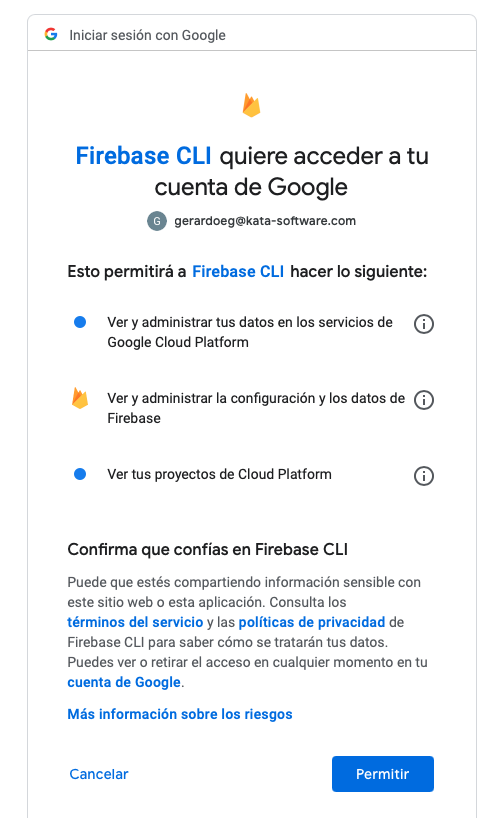 Iniciar sesión con Google
Firebase CLI quiere acceder a tu
cuenta de Google
G gerardoeg@kata-software.com
Esto permitirá a Firebase CLI hacer lo siguiente:
Ver y administrar tus datos en los servicios de
Google Cloud Platform
Ver y administrar la configuración y los datos de
Firebase
Ver tus proyectos de Cloud Platform
Confirma que confías en Firebase CLI
Puede que estés compartiendo información sensible con
este sitio web o esta aplicación. Consulta los
términos del servicio y las políticas de privacidad de
Firebase CLI para saber cómo se tratarán tus datos.
Puedes ver o retirar el acceso en cualquier momento en tu
cuenta de Google.
Más información sobre los riesgos
Cancelar Permitir